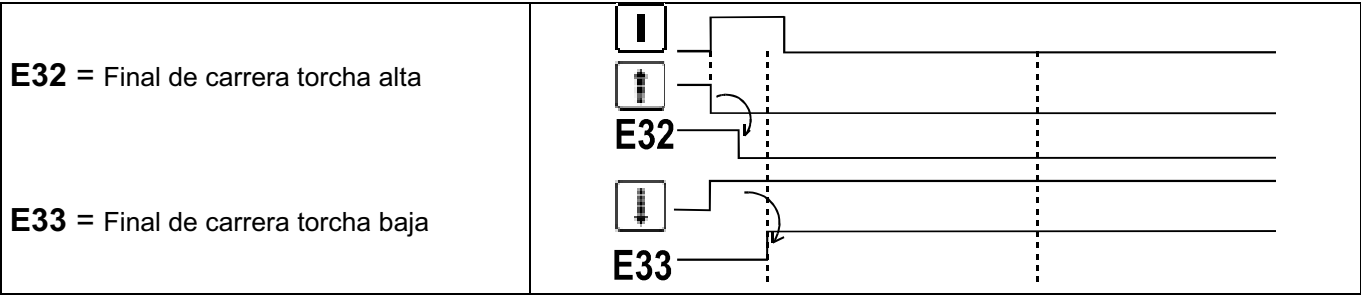 E32 = Final de carrera torcha alta
E33 = Final de carrera torcha baja
I
E32
E33